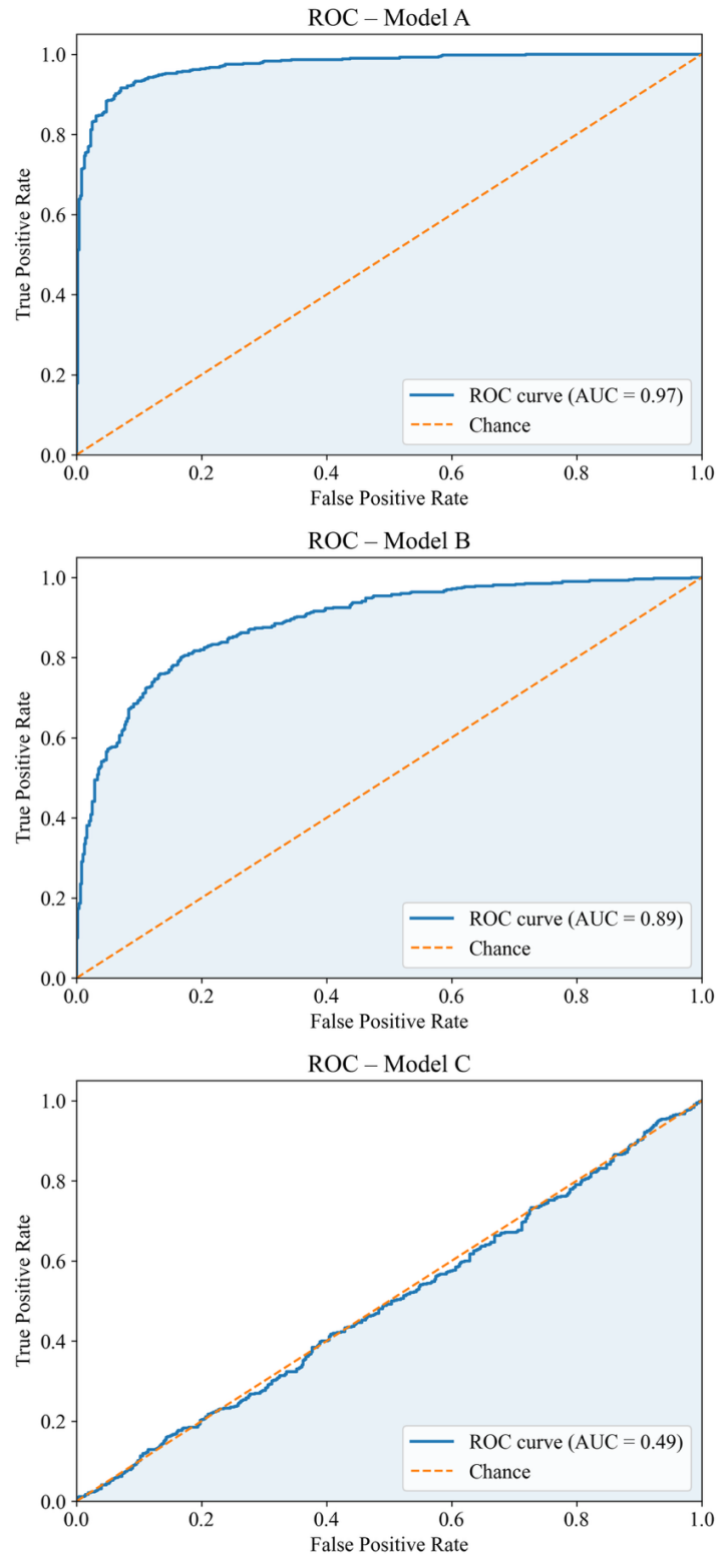 ROC – Model A
1.0
0.8
0.6
0.4
0.2
0.0
True Positive Rate
ROC curve (AUC = 0.97)
Chance
0.0 0.2 0.4 0.6 0.8 1.0
False Positive Rate
ROC – Model B
1.0
0.8
0.6
0.4
0.2
0.0
True Positive Rate
ROC curve (AUC = 0.89)
Chance
0.0 0.2 0.4 0.6 0.8 1.0
False Positive Rate
ROC – Model C
1.0
0.8
0.6
0.4
0.2
0.0
True Positive Rate
ROC curve (AUC = 0.49)
Chance
0.0 0.2 0.4 0.6 0.8 1.0
False Positive Rate